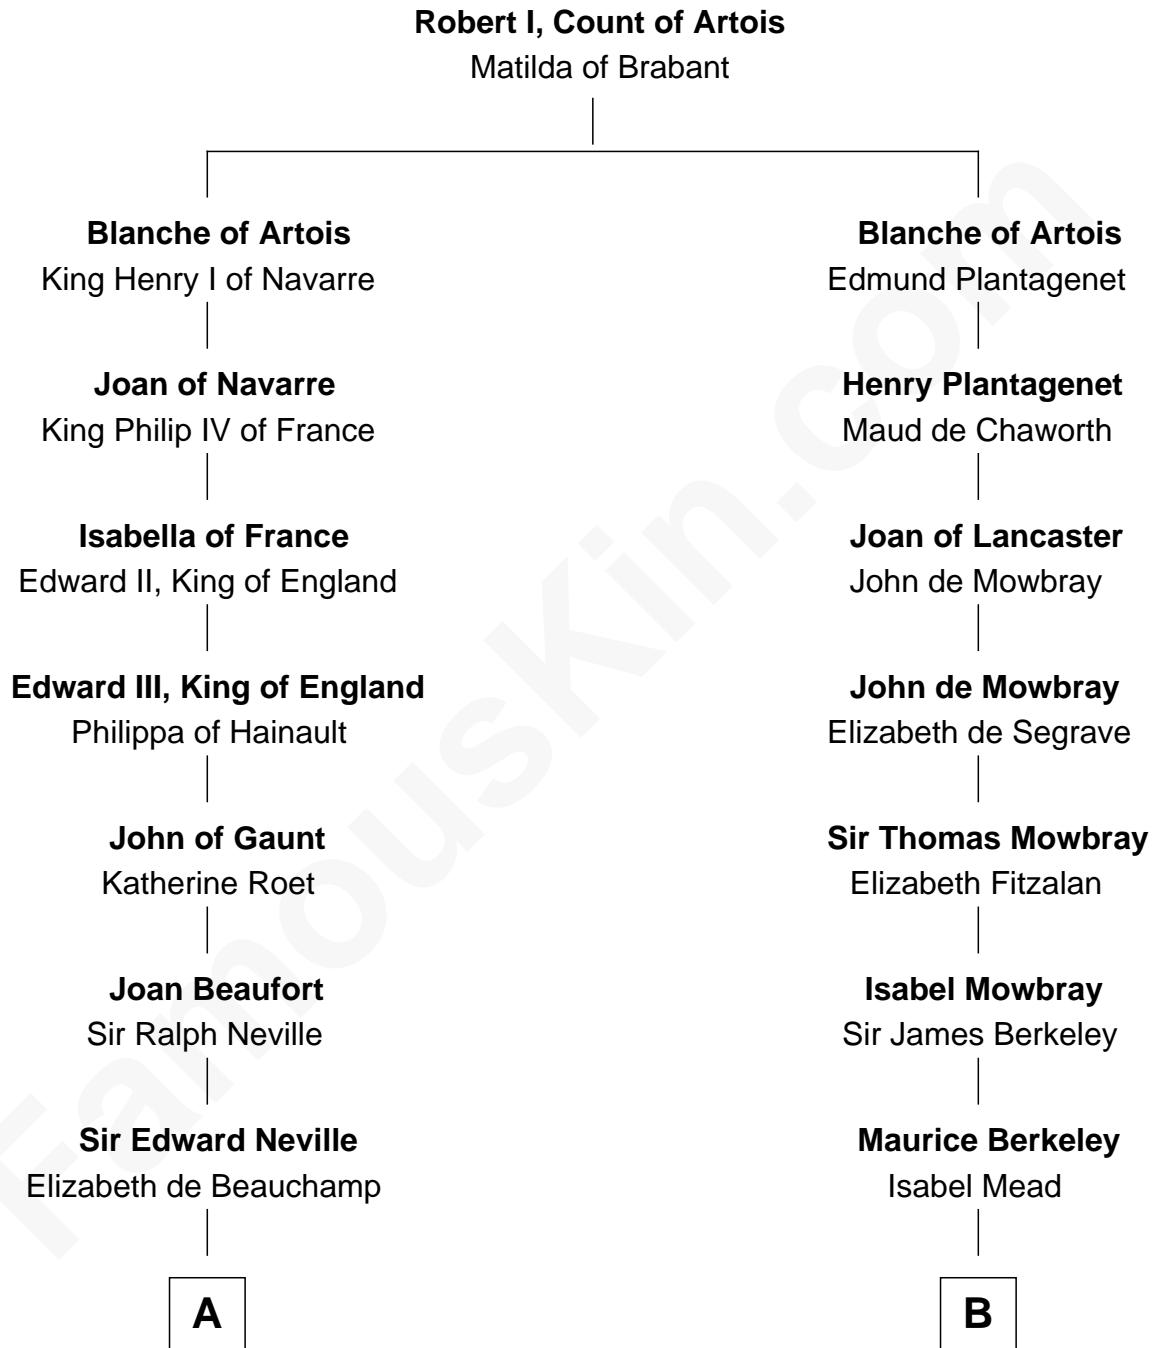 Robert I, Count of Artois
Matilda of Brabant
Blanche of Artois
King Henry I of Navarre
Blanche of Artois
Edmund Plantagenet
Joan of Navarre
King Philip IV of France
Henry Plantagenet
Maud de Chaworth
Isabella of France
Edward II, King of England
Joan of Lancaster
John de Mowbray
Edward III, King of England
Philippa of Hainault
John de Mowbray
Elizabeth de Segrave
John of Gaunt
Katherine Roet
Sir Thomas Mowbray
Elizabeth Fitzalan
Joan Beaufort
Sir Ralph Neville
Isabel Mowbray
Sir James Berkeley
Sir Edward Neville
Elizabeth de Beauchamp
Maurice Berkeley
Isabel Mead
A
B
FamousKin.com